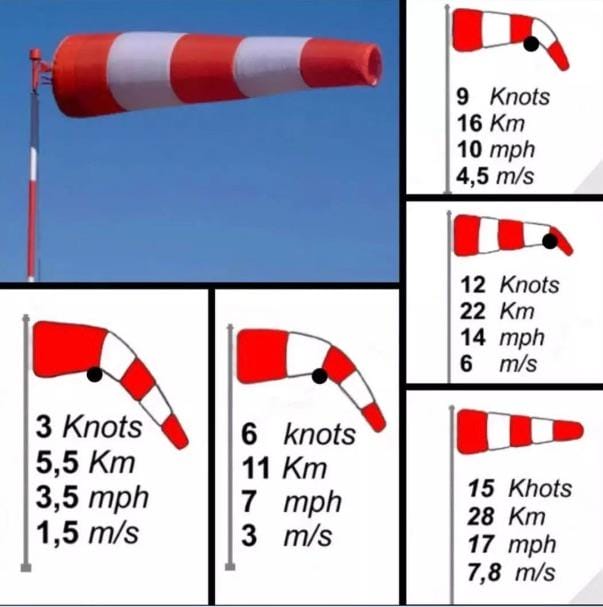 9 Knots
16 Km
10 mph
4,5 m/s
12 Knots
22 Km
14 mph
6 m/s
3 Knots
5,5 Km
3,5 mph
1,5 m/s
6 knots
11 Km
7 mph
3 m/s
15 Khots
28 Km
17 mph
7,8 m/s